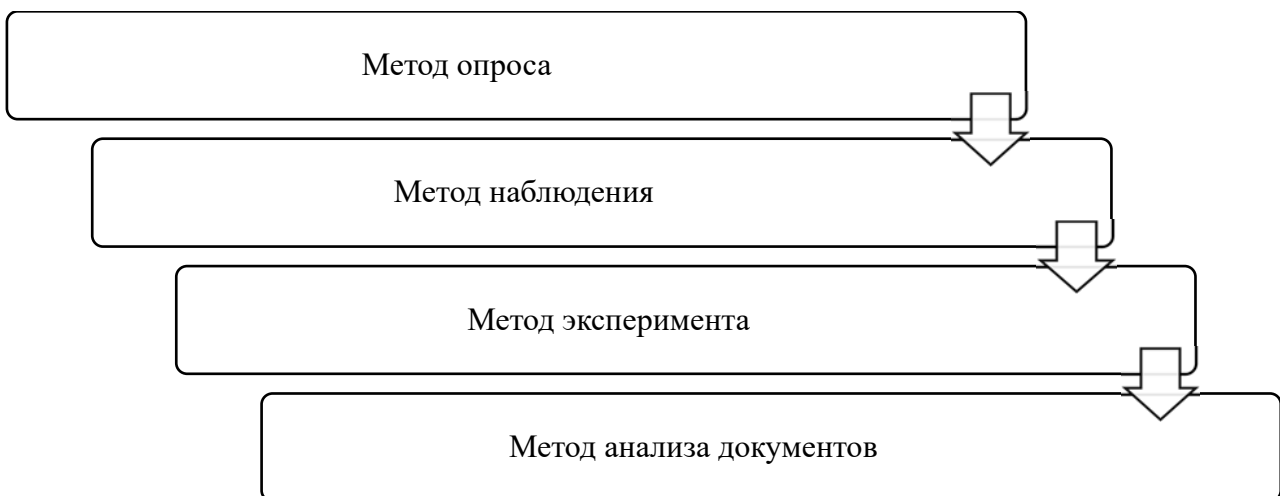 Метод опроса
Метод наблюдения
Метод эксперимента
Метод анализа документов